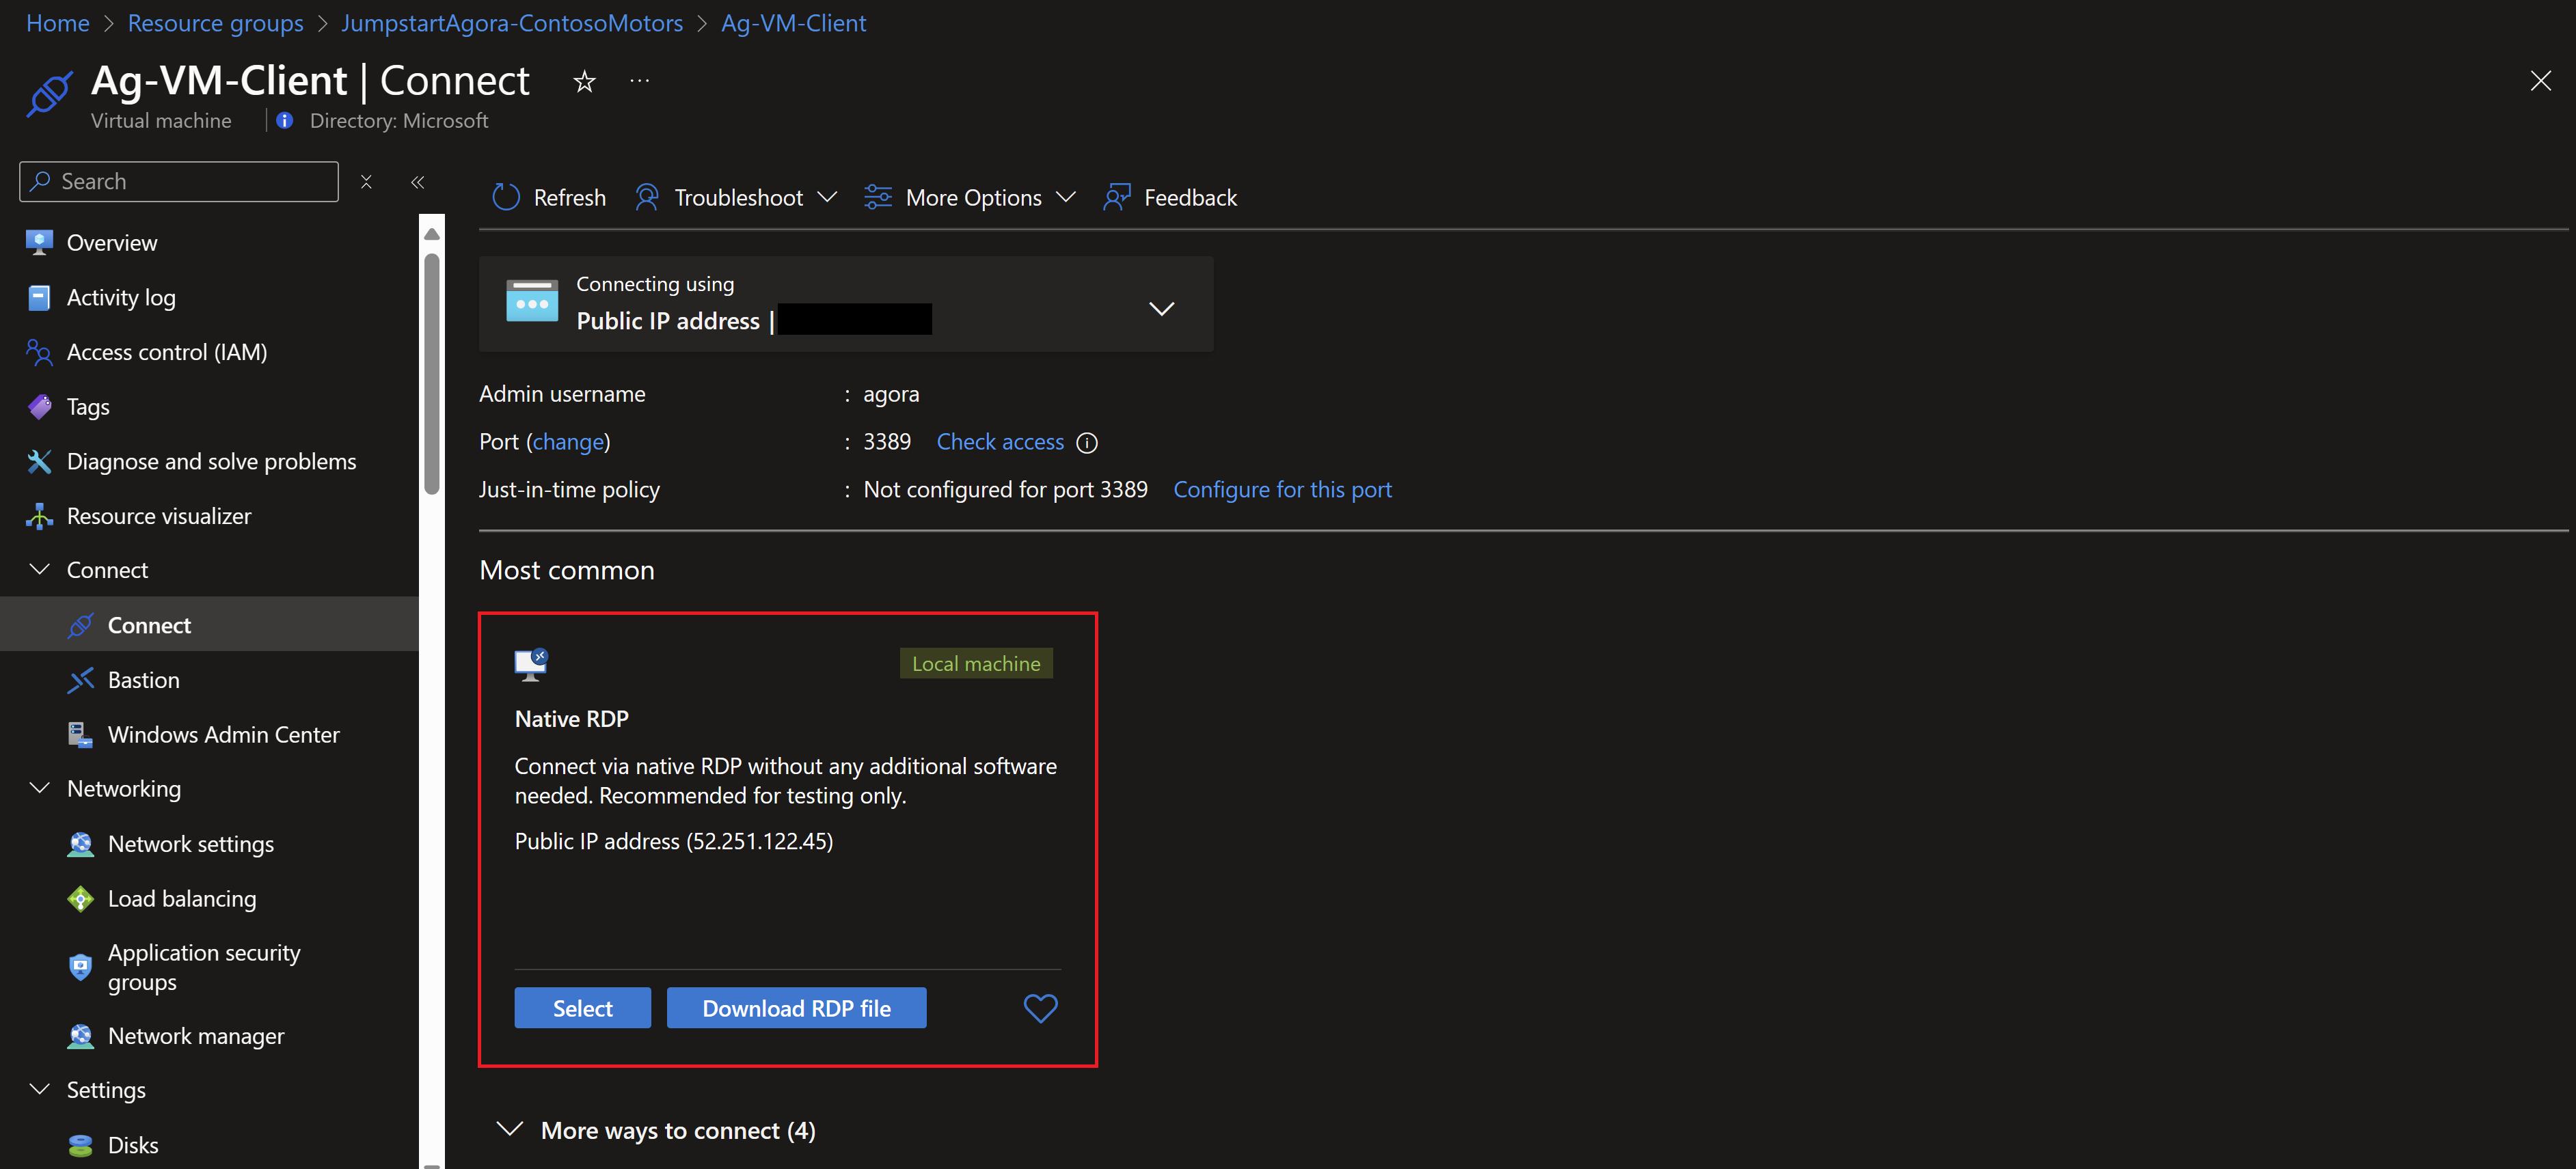 Home > Resource groups > JumpstartAgora-ContosoMotors > Ag-VM-Client
Ag-VM-Client | Connect
Virtual machine
Directory: Microsoft
Search
Overview
Activity log
Access control (IAM)
Tags
Diagnose and solve problems
Resource visualizer
Connect
Connect
Bastion
Windows Admin Center
Networking
Network settings
Load balancing
Application security
groups
Network manager
Settings
Disks
Refresh
Troubleshoot
More Options
Feedback
Connecting using
Public IP address |
Admin username : agora
Port (change) : 3389 Check access
Just-in-time policy : Not configured for port 3389 Configure for this port
Most common
Local machine
Native RDP
Connect via native RDP without any additional software
needed. Recommended for testing only.
Public IP address (52.251.122.45)
Select
Download RDP file
More ways to connect (4)